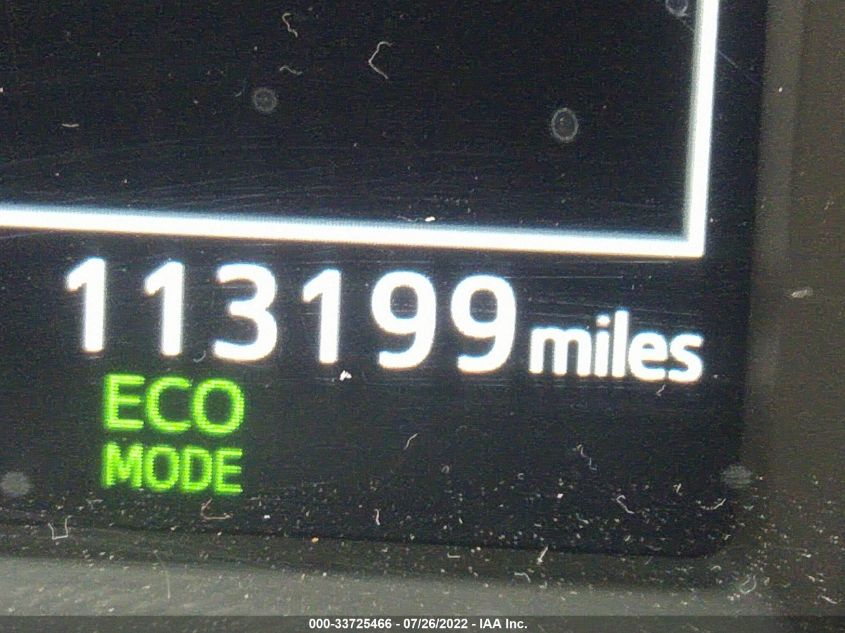 113199 miles
ECO
MODE
000-33725466 - 07/26/2022 - IAA Inc.